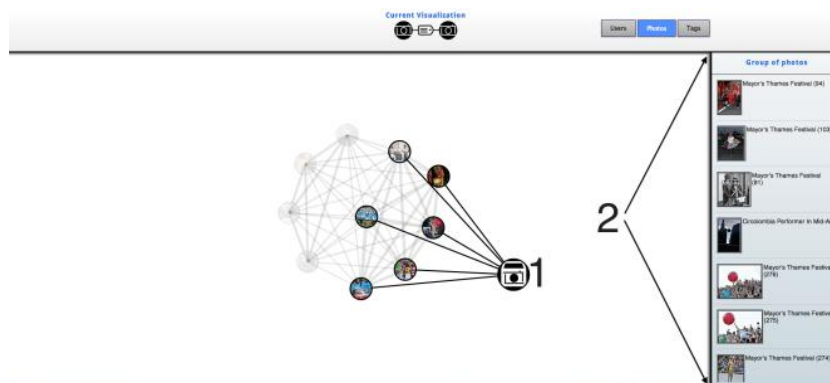 Current Visualization
Users
Photos
Tags
Group of photos
Mayor's Thames Festival (94)
Mayor's Thames Festival (103)
Mayor's Thames Festival
(81)
Circolombia Performer In Mid-A
Mayor's Thames Festiva
(276)
Mayor's Thames Festiva
(275)
Mayor's Thames Festival (274)
1
2